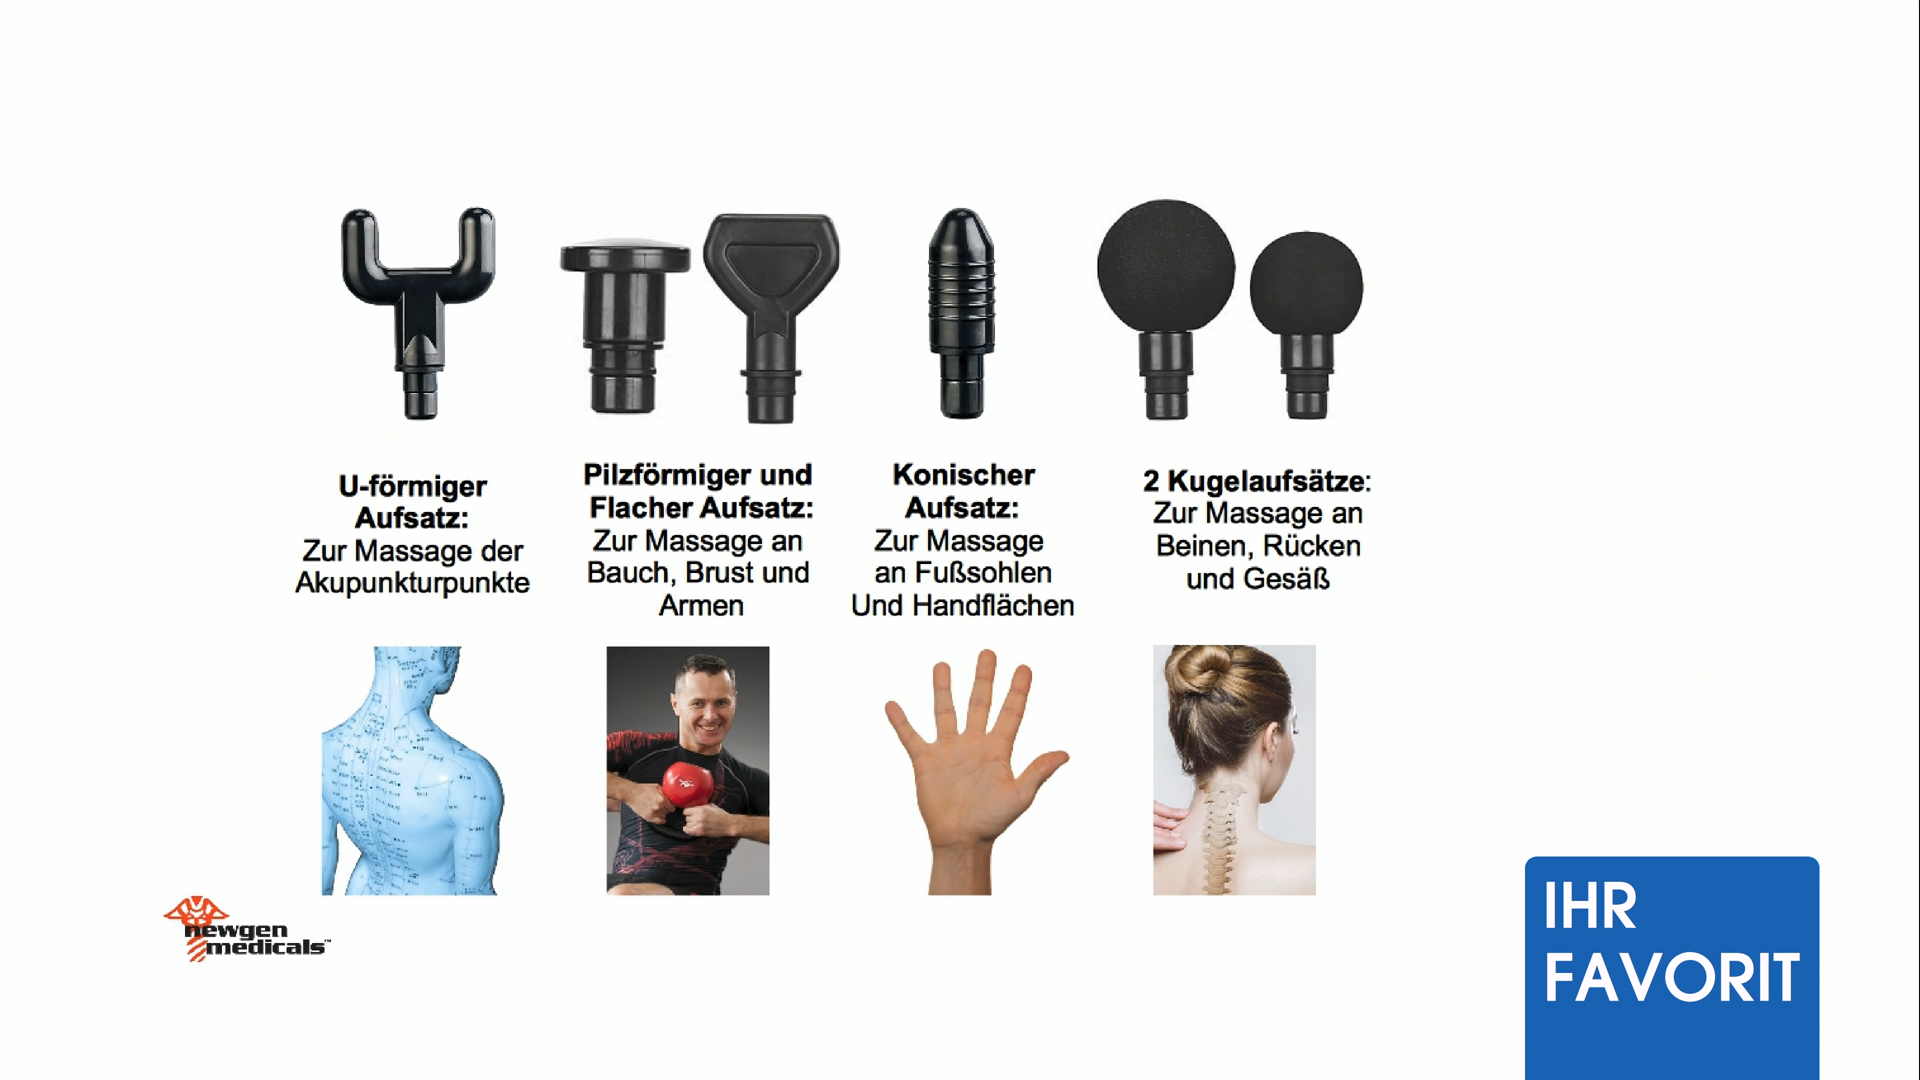 U-förmiger
Aufsatz:
Zur Massage der
Akupunkturpunkte
Pilzförmiger und
Flacher Aufsatz:
Zur Massage an
Bauch, Brust und
Armen
Konischer
Aufsatz:
Zur Massage
an Fußsohlen
Und Handflächen
2 Kugelaufsätze:
Zur Massage an
Beinen, Rücken
und Gesäß
newgen
medicals™
IHR
FAVORIT